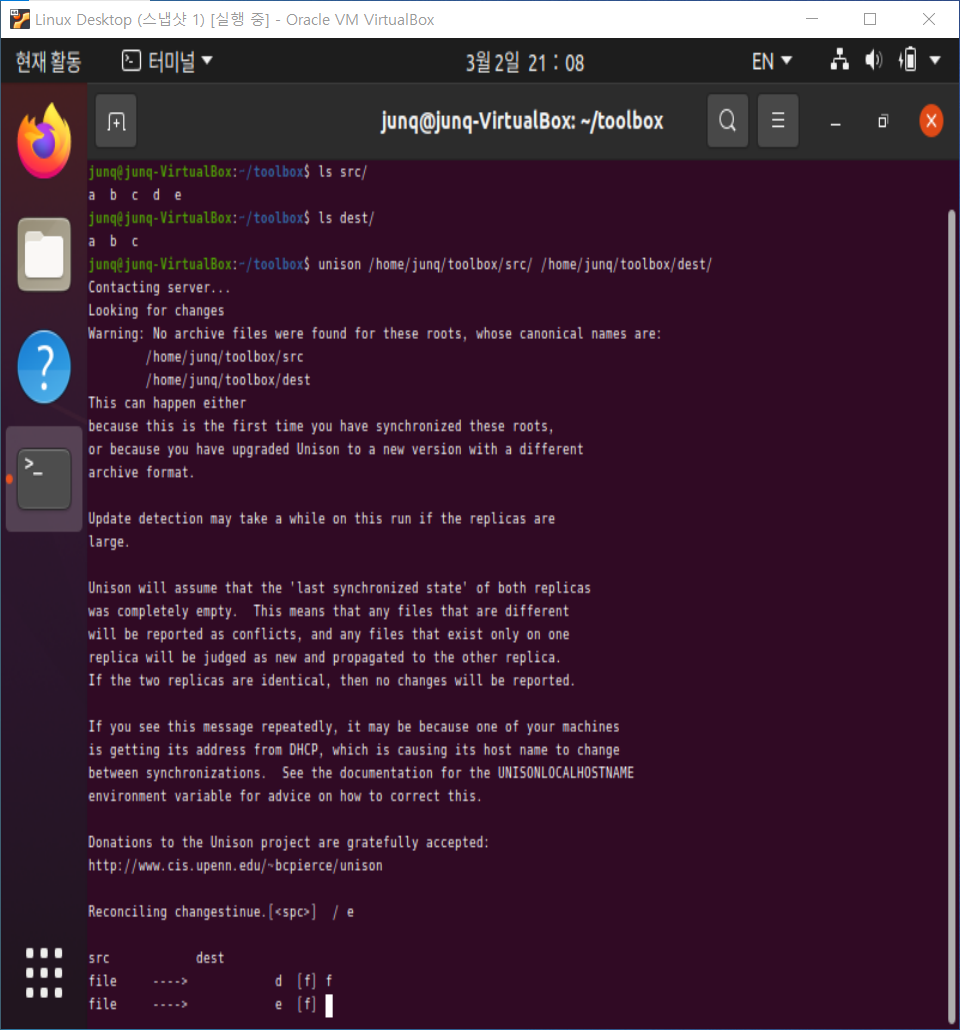 Linux Desktop (스냅샷 1) [실행 중] - Oracle VM VirtualBox
현재 활동 터미널 3월 2일 21 : 08 EN
junq@junq-VirtualBox: ~/toolbox
junq@junq-VirtualBox:~/toolbox$ ls src/
a b c d e
junq@junq-VirtualBox:~/toolbox$ ls dest/
a b c
junq@junq-VirtualBox:~/toolbox$ unison /home/junq/toolbox/src/ /home/junq/toolbox/dest/
Contacting server...
Looking for changes
Warning: No archive files were found for these roots, whose canonical names are:
/home/junq/toolbox/src
/home/junq/toolbox/dest
This can happen either
because this is the first time you have synchronized these roots,
or because you have upgraded Unison to a new version with a different
archive format.
Update detection may take a while on this run if the replicas are
large.
Unison will assume that the 'last synchronized state' of both replicas
was completely empty.  This means that any files that are different
will be reported as conflicts, and any files that exist only on one
replica will be judged as new and propagated to the other replica.
If the two replicas are identical, then no changes will be reported.
If you see this message repeatedly, it may be because one of your machines
is getting its address from DHCP, which is causing its host name to change
between synchronizations.  See the documentation for the UNISONLOCALHOSTNAME
environment variable for advice on how to correct this.
Donations to the Unison project are gratefully accepted:
http://www.cis.upenn.edu/~bcpierce/unison
Reconciling changestinue.[<spc>]  / e
src dest
file ----> d [f] f
file ----> e [f]